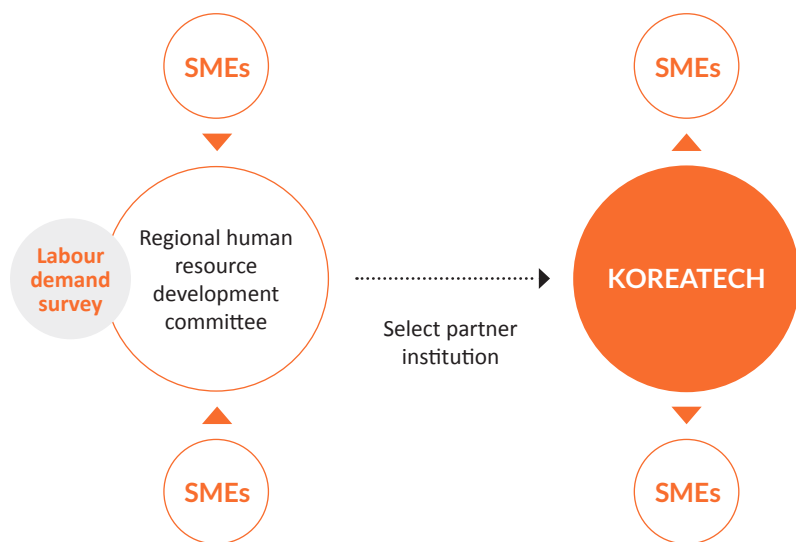 SMEs
SMEs
Labour
demand
survey
Regional human
resource
development
committee
Select partner
institution
KOREATECH
SMEs
SMEs